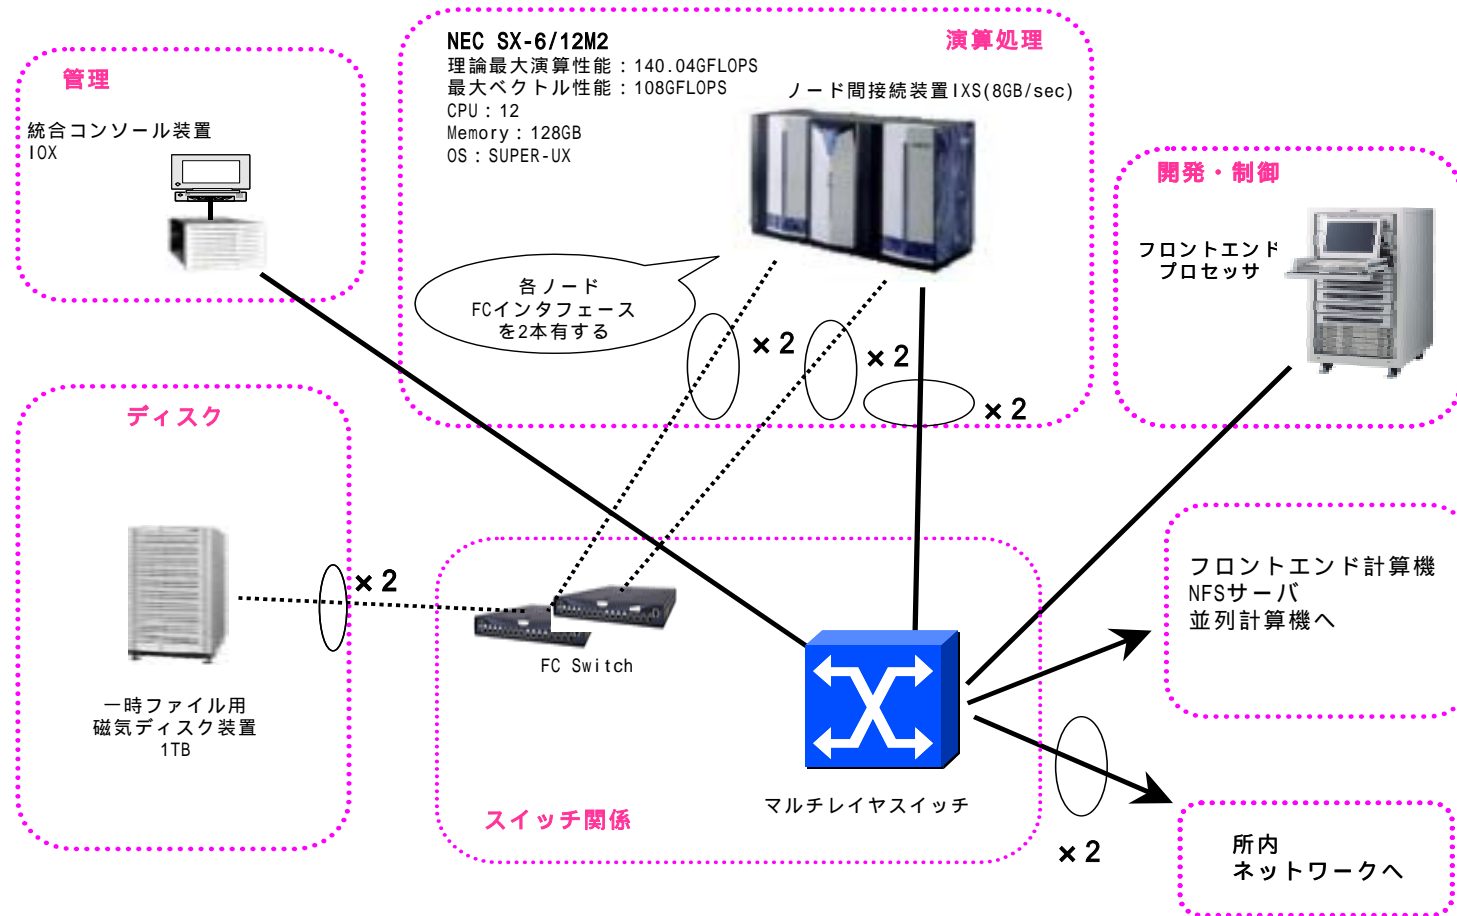 管理
統合コンソール装置
IOX
NEC SX-6/12M2
理論最大演算性能：140.04GFLOPS
最大ベクトル性能：108GFLOPS
CPU：12
Memory：128GB
OS：SUPER-UX
演算処理
ノード間接続装置IXS(8GB/sec)
各ノード
FCインタフェース
を2本有する
×2
×2
×2
開発・制御
フロントエンド
プロセッサ
ディスク
×2
一時ファイル用
磁気ディスク装置
1TB
FC Switch
マルチレイヤスイッチ
スイッチ関係
フロントエンド計算機
NFSサーバ
並列計算機へ
×2
所内
ネットワークへ